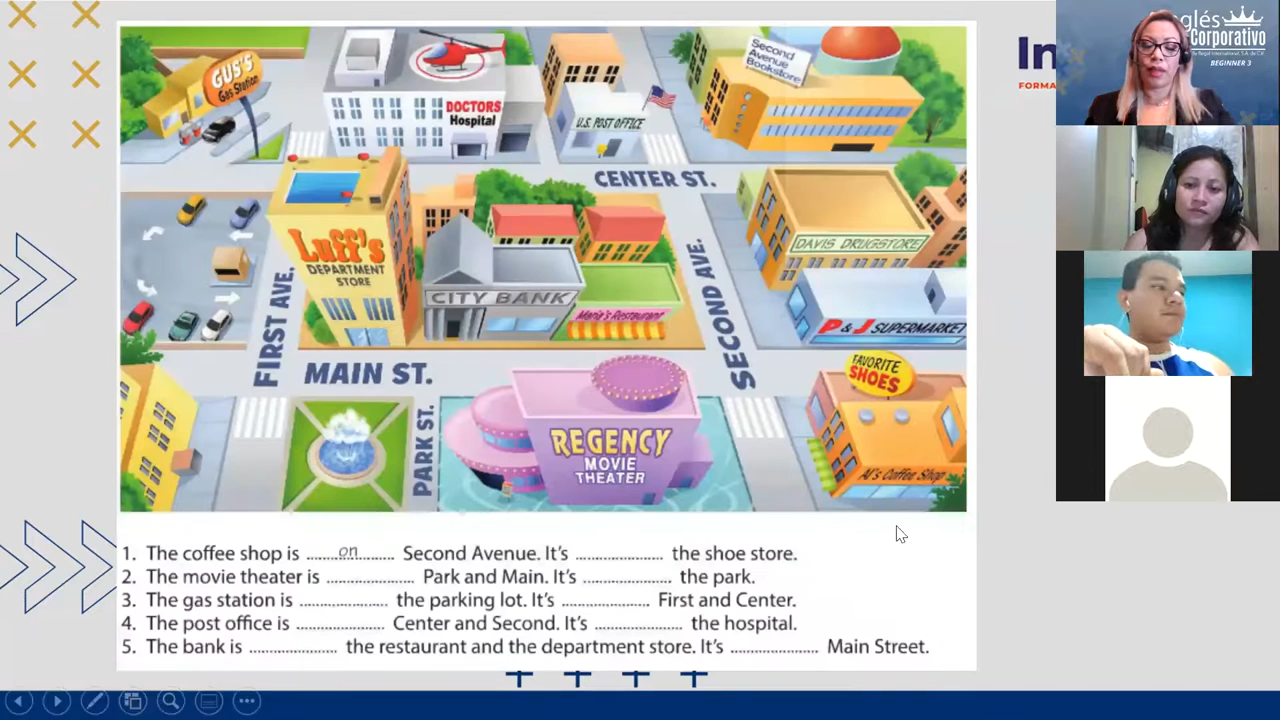 GUS'S
Gas Station
DOCTORS
Hospital
U.S. POST OFFICE
Second
Avenue
Bookstore
CENTER ST.
Luff's
DEPARTMENT
STORE
CITY BANK
Maria's Restaurant
DAVIS DRUGSTORE
P & J SUPERMARKET
FIRST AVE.
SECOND AVE.
MAIN ST.
PARK ST.
REGENCY
MOVIE
THEATER
FAVORITE
SHOES
Al's Coffee Shop
1. The coffee shop is ........on.......... Second Avenue. It's ...................... the shoe store.
2. The movie theater is ...................... Park and Main. It's ...................... the park.
3. The gas station is ...................... the parking lot. It's ...................... First and Center.
4. The post office is ...................... Center and Second. It's ...................... the hospital.
5. The bank is ...................... the restaurant and the department store. It's ...................... Main Street.
In
FORMA
glés
Corporativo
BEGINNER 3